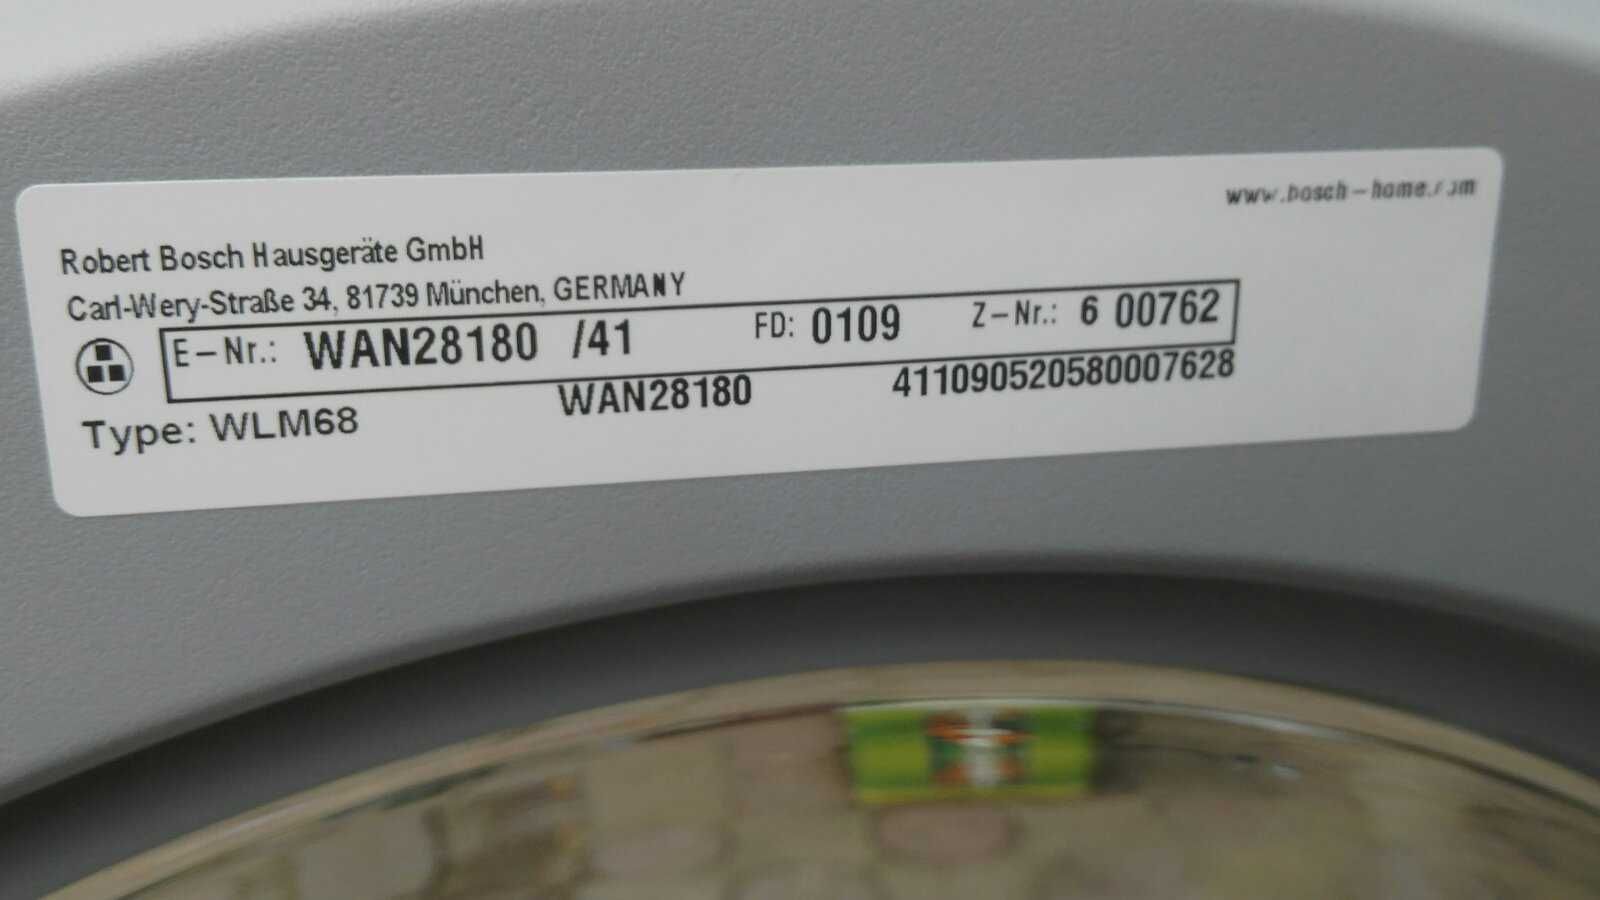 www.bosch-home.com
Robert Bosch Hausgeräte GmbH
Carl-Wery-Straße 34, 81739 München, GERMANY
E-Nr.: WAN28180 /41 FD: 0109 Z-Nr.: 6 00762
Type: WLM68 WAN28180 411090520580007628